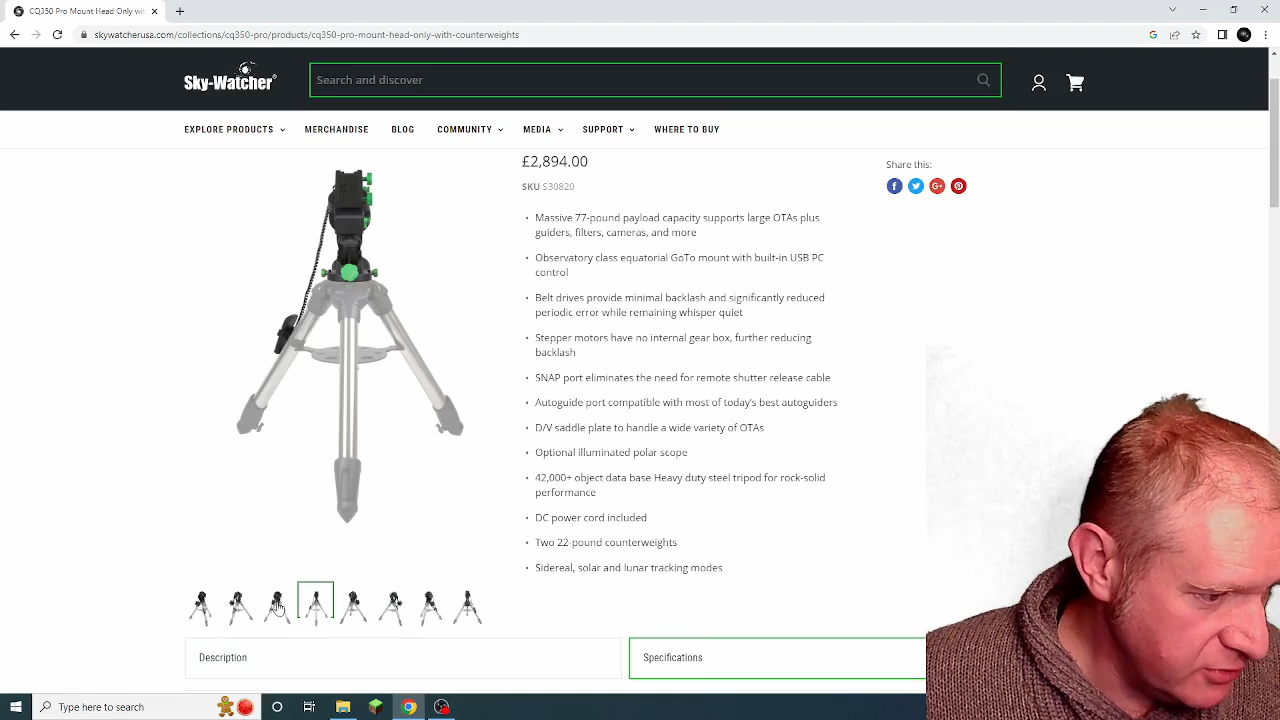 CQ350 Pro Mount Head Only wit
skywatcherusa.com/collections/cq350-pro/products/cq350-pro-mount-head-only-with-counterweights
Sky-Watcher®
Search and discover
EXPLORE PRODUCTS
MERCHANDISE
BLOG
COMMUNITY
MEDIA
SUPPORT
WHERE TO BUY
£2,894.00
SKU S30820
Share this:
Massive 77-pound payload capacity supports large OTAs plus
guiders, filters, cameras, and more
Observatory class equatorial GoTo mount with built-in USB PC
control
Belt drives provide minimal backlash and significantly reduced
periodic error while remaining whisper quiet
Stepper motors have no internal gear box, further reducing
backlash
SNAP port eliminates the need for remote shutter release cable
Autoguide port compatible with most of today's best autoguiders
D/V saddle plate to handle a wide variety of OTAs
Optional illuminated polar scope
42,000+ object data base Heavy duty steel tripod for rock-solid
performance
DC power cord included
Two 22-pound counterweights
Sidereal, solar and lunar tracking modes
Description
Specifications
Type here to search